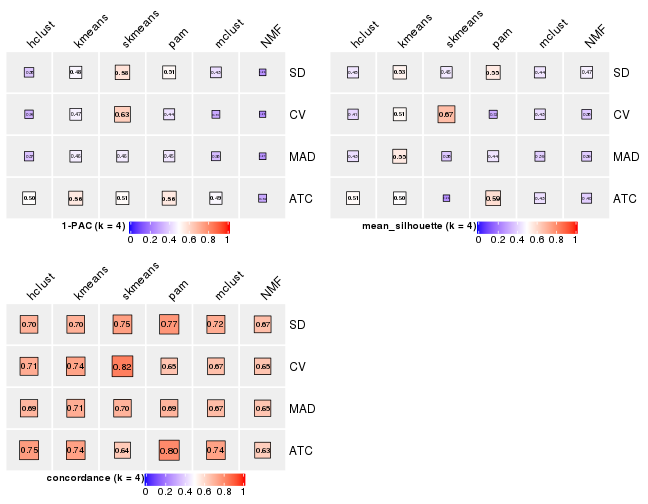 hclust kmeans skmeans pam mclust NMF
0.48 0.58 0.51 SD
0.47 0.63 0.44 CV
0.46 MAD
0.50 0.56 0.51 0.56 0.49 ATC
1-PAC (k = 4)
0 0.2 0.4 0.6 0.8 1
hclust kmeans skmeans pam mclust NMF
0.53 0.55 0.44 0.47 SD
0.51 0.67 CV
0.55 0.44 MAD
0.51 0.50 0.59 ATC
mean_silhouette (k = 4)
0 0.2 0.4 0.6 0.8 1
hclust kmeans skmeans pam mclust NMF
0.70 0.70 0.75 0.77 0.72 0.67 SD
0.71 0.74 0.82 0.65 0.67 0.65 CV
0.69 0.71 0.70 0.69 0.67 0.65 MAD
0.75 0.74 0.64 0.80 0.74 0.63 ATC
concordance (k = 4)
0 0.2 0.4 0.6 0.8 1